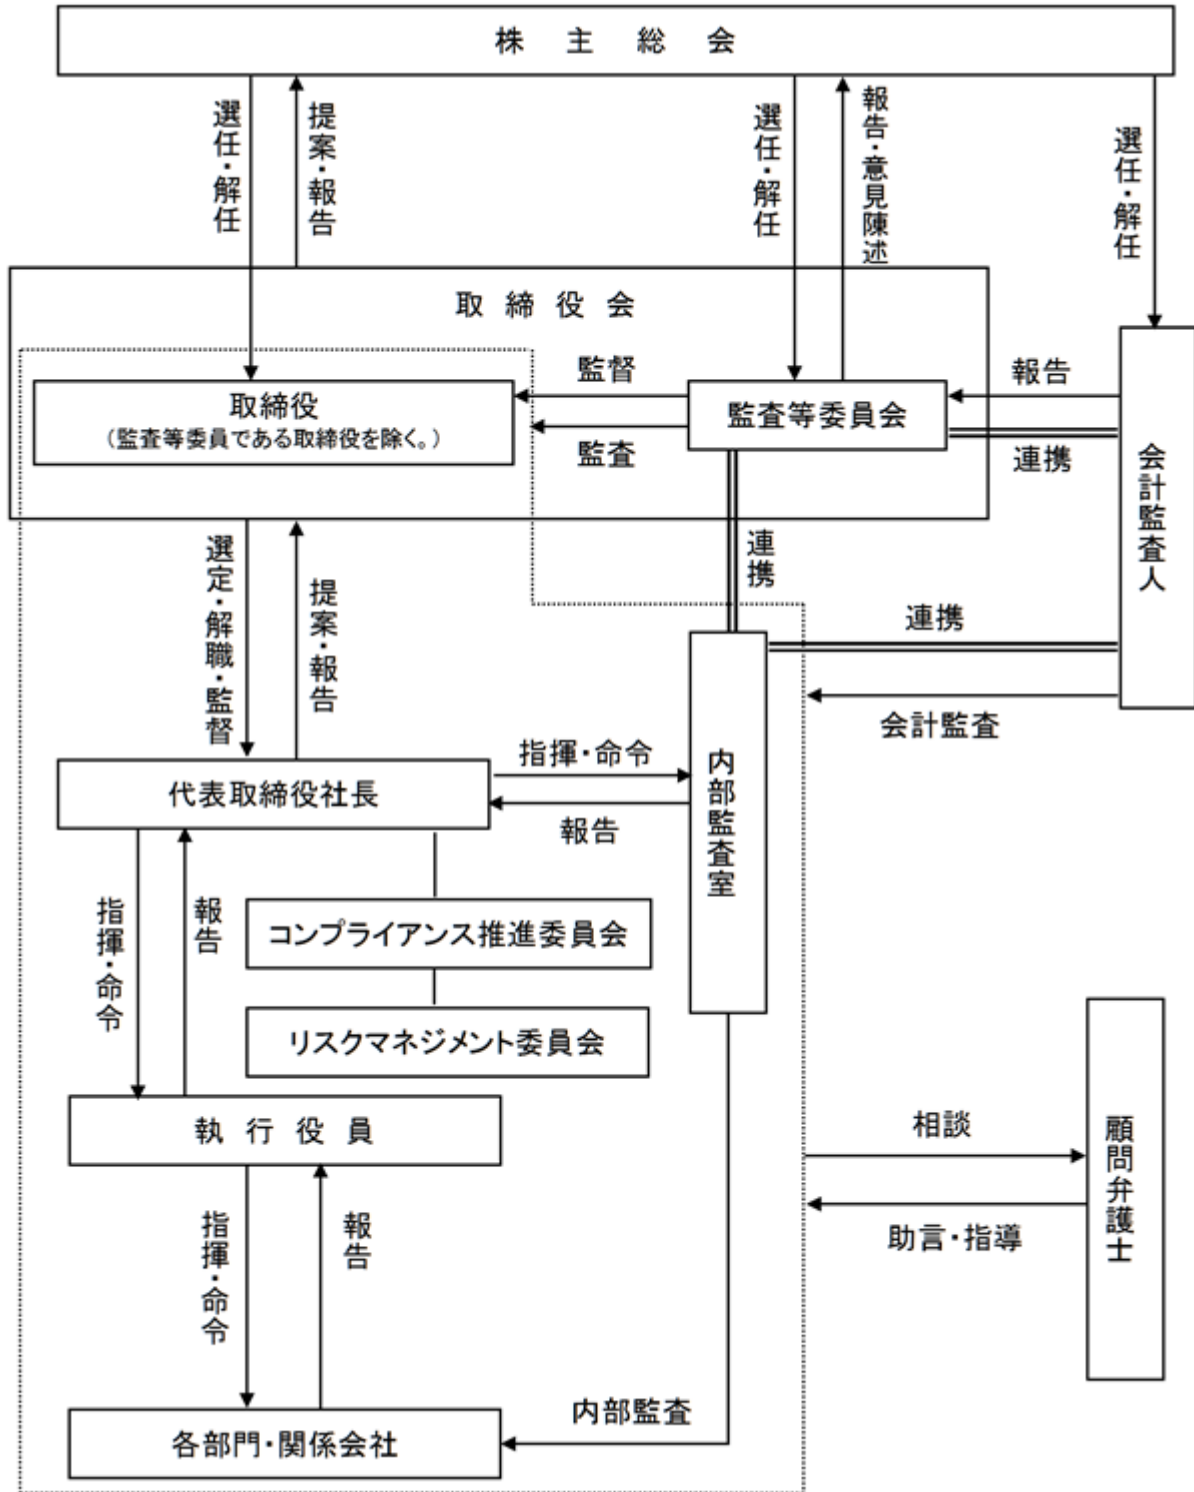 株主総会
選任・解任
提案・報告
選任・解任
報告・意見陳述
選任・解任
取締役会
取締役
（監査等委員である取締役を除く。）
監督
監査
監査等委員会
報告
連携
会計監査人
選定・解職・監督
提案・報告
連携
連携
会計監査
代表取締役社長
指揮・命令
報告
内部監査室
指揮・命令
報告
コンプライアンス推進委員会
リスクマネジメント委員会
執行役員
相談
助言・指導
顧問弁護士
指揮・命令
報告
内部監査
各部門・関係会社